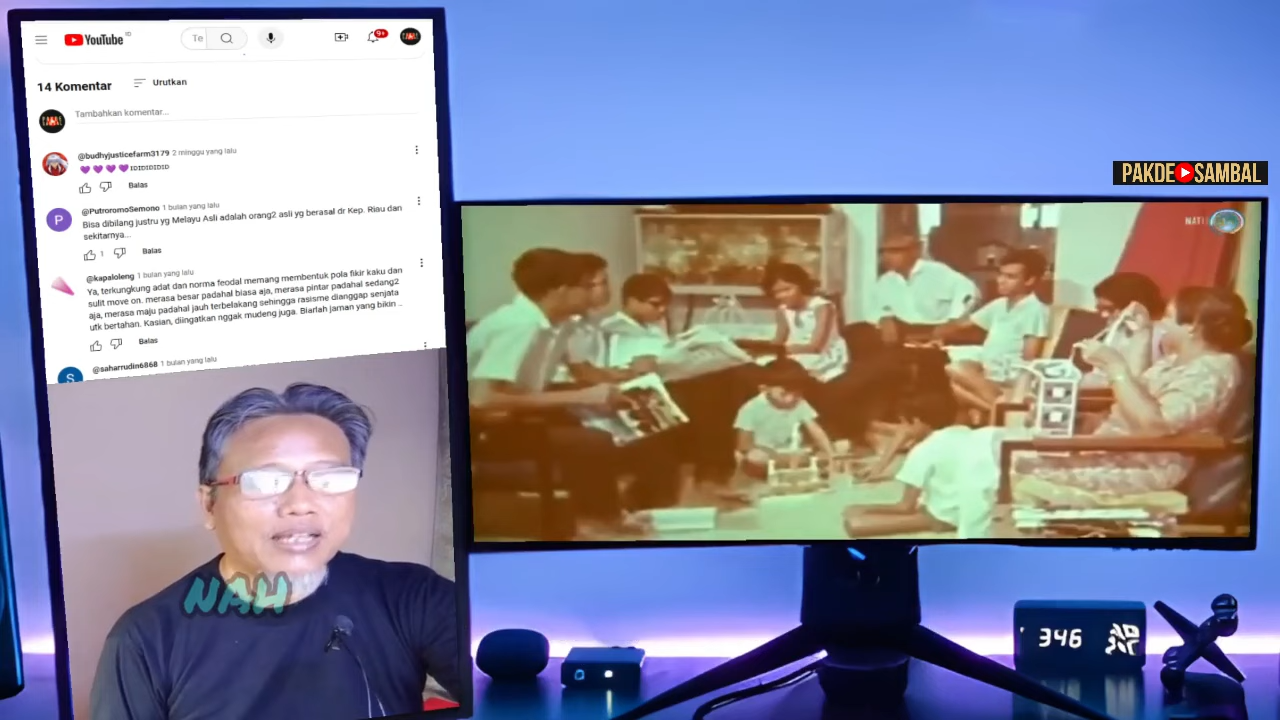 YouTube ID
Te
9+
14 Komentar
Urutkan
Tambahkan komentar...
@budhyjusticefarm3179 2 minggu yang lalu
💜💜💜💜IDIDIDIDID
Balas
P
@PutroromoSemono 1 bulan yang lalu
Bisa dibilang justru yg Melayu Asli adalah orang2 asli yg berasal dr Kep. Riau dan
sekitarnya...
1
Balas
@kapaloleng 1 bulan yang lalu
Ya, terkungkung adat dan norma feodal memang membentuk pola fikir kaku dan
sulit move on. merasa besar padahal biasa aja, merasa pintar padahal sedang2
aja, merasa maju padahal jauh terbelakang sehingga rasisme dianggap senjata
utk bertahan. Kasian, diingatkan nggak mudeng juga. Biarlah jaman yang bikin ..
Balas
S
@saharrudin6868 1 bulan yang lalu
NAH
PAKDE SAMBAL
NATI
346